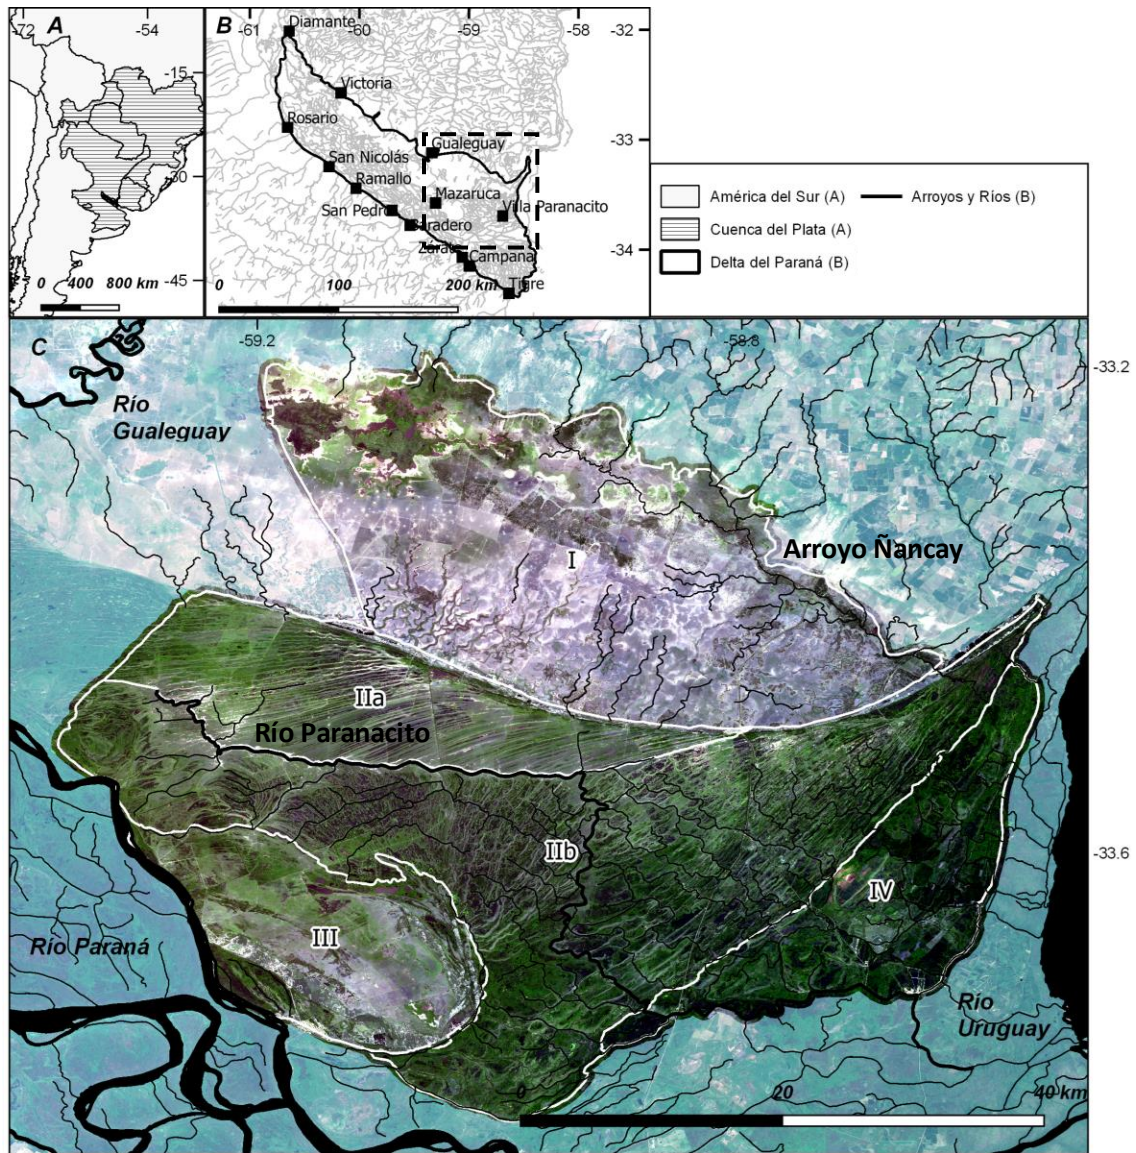 A
-72
-54
-15
-30
-45
0 400 800 km
B
-61
-60
-59
-58
-32
-33
-34
Diamante
Victoria
Rosario
Gualeguay
San Nicolás
Ramallo
Mazaruca
San Pedro
Villa Paranacito
Baradero
Zárate
Campana
Tigre
0 100 200 km
América del Sur (A)
Arroyos y Ríos (B)
Cuenca del Plata (A)
Delta del Paraná (B)
C
-59.2
-58.8
-33.2
-33.6
Río
Gualeguay
Arroyo Ñancay
I
IIa
Río Paranacito
IIb
IV
III
Río Paraná
Río
Uruguay
0 20 40 km